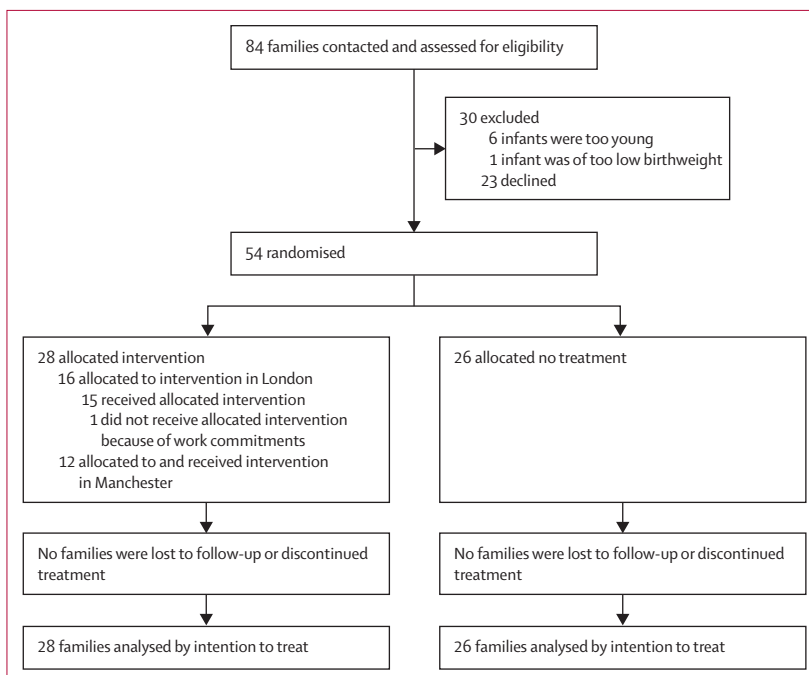 84 families contacted and assessed for eligibility
30 excluded
6 infants were too young
1 infant was of too low birthweight
23 declined
54 randomised
28 allocated intervention
16 allocated to intervention in London
15 received allocated intervention
1 did not receive allocated intervention
because of work commitments
12 allocated to and received intervention
in Manchester
26 allocated no treatment
No families were lost to follow-up or discontinued
treatment
No families were lost to follow-up or discontinued
treatment
28 families analysed by intention to treat
26 families analysed by intention to treat